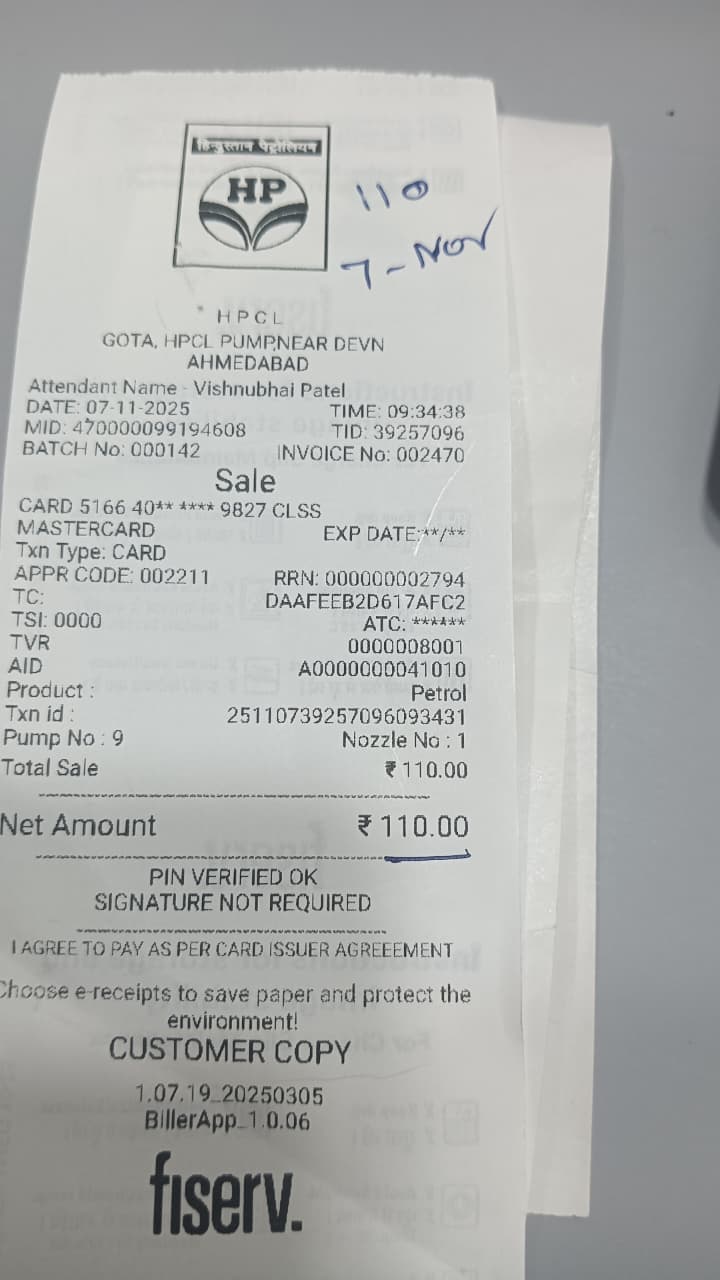 हिन्दुस्तान पेट्रोलियम
HP
110
7-NOV
HPCL
GOTA, HPCL PUMP,NEAR DEVN
AHMEDABAD
Attendant Name - Vishnubhai Patel
DATE: 07-11-2025 TIME: 09:34:38
MID: 470000099194608 TID: 39257096
BATCH No: 000142 INVOICE No: 002470
Sale
CARD 5166 40** **** 9827 CLSS
MASTERCARD EXP DATE:**/**
Txn Type: CARD
APPR CODE: 002211 RRN: 000000002794
TC: DAAFEEB2D617AFC2
TSI: 0000 ATC: ******
TVR 0000008001
AID A0000000041010
Product : Petrol
Txn id : 25110739257096093431
Pump No : 9 Nozzle No : 1
Total Sale ₹ 110.00
Net Amount ₹ 110.00
PIN VERIFIED OK
SIGNATURE NOT REQUIRED
I AGREE TO PAY AS PER CARD ISSUER AGREEEMENT
Choose e-receipts to save paper and protect the
environment!
CUSTOMER COPY
1.07.19_20250305
BillerApp_1.0.06
fiserv.